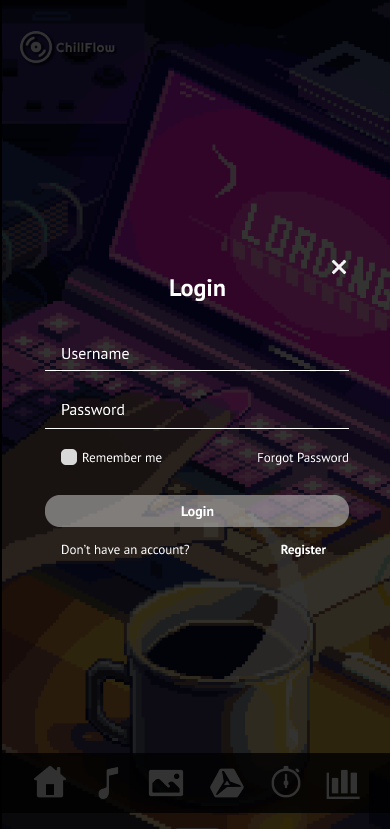 ChillFlow
LOADING
×
Login
Username
Password
Remember me Forgot Password
Login
Don't have an account? Register